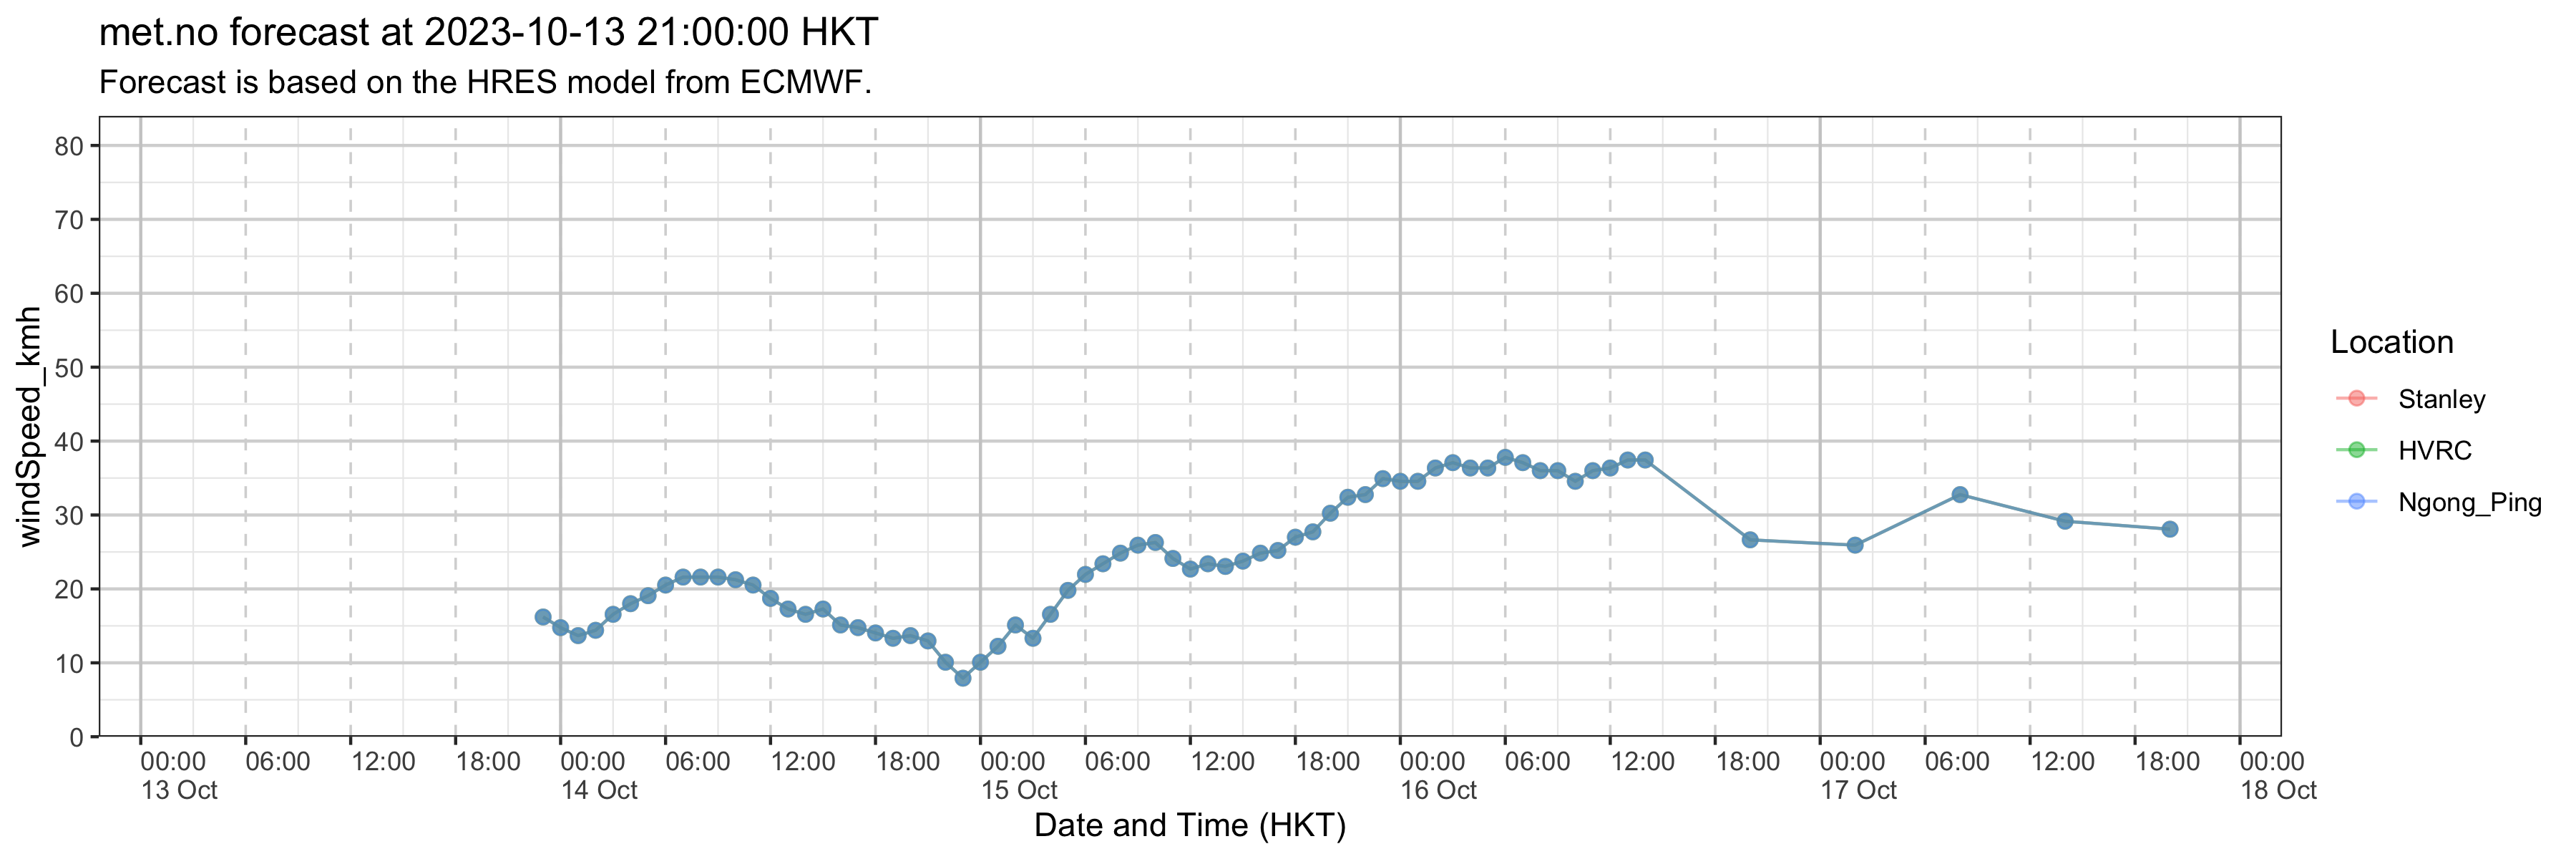 met.no forecast at 2023-10-13 21:00:00 HKT
Forecast is based on the HRES model from ECMWF.
80
70
60
50
40
30
20
10
0
windSpeed_kmh
00:00 06:00 12:00 18:00 00:00 06:00 12:00 18:00 00:00 06:00 12:00 18:00 00:00 06:00 12:00 18:00 00:00 06:00 12:00 18:00 00:00
13 Oct 14 Oct 15 Oct 16 Oct 17 Oct 18 Oct
Date and Time (HKT)
Location
Stanley
HVRC
Ngong_Ping